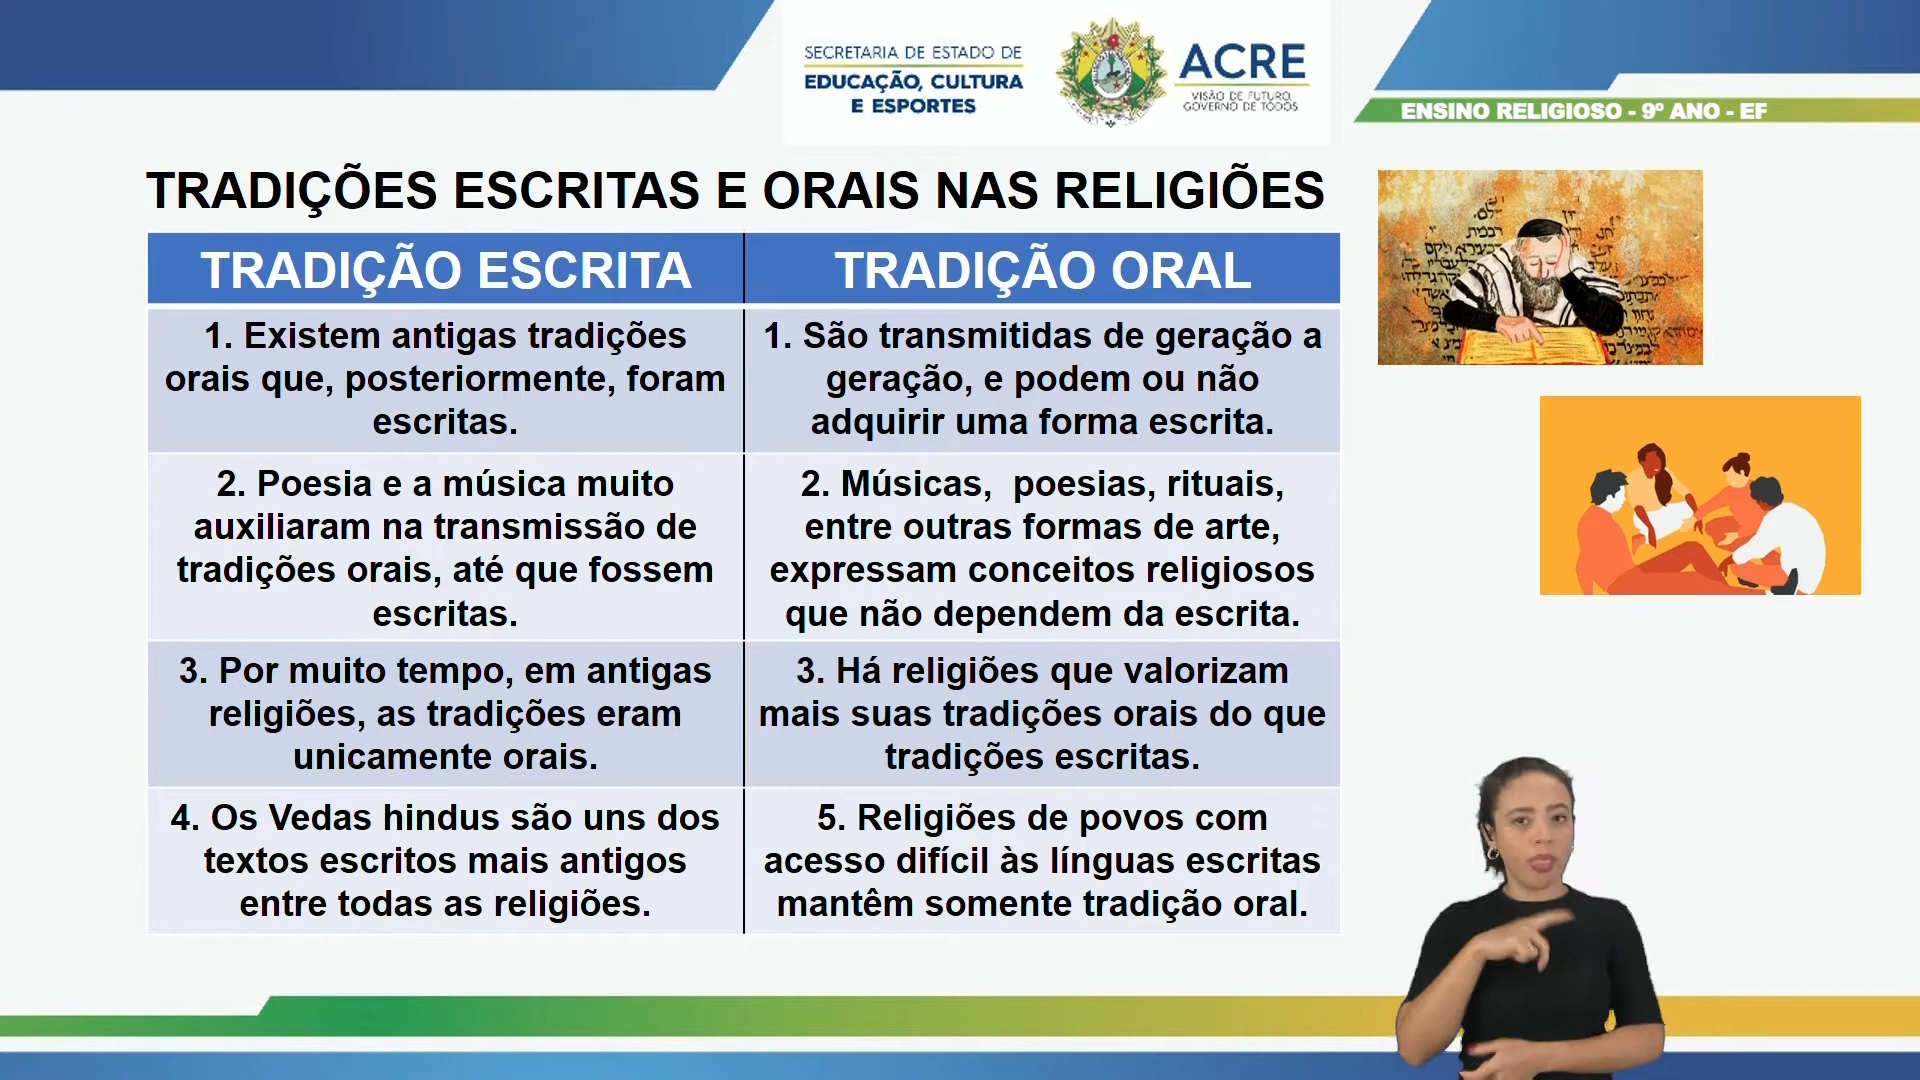 SECRETARIA DE ESTADO DE
EDUCAÇÃO, CULTURA
E ESPORTES
ACRE
VISÃO DE FUTURO,
GOVERNO DE TODOS
ENSINO RELIGIOSO - 9º ANO - EF
TRADIÇÕES ESCRITAS E ORAIS NAS RELIGIÕES
TRADIÇÃO ESCRITA
1. Existem antigas tradições
orais que, posteriormente, foram
escritas.
2. Poesia e a música muito
auxiliaram na transmissão de
tradições orais, até que fossem
escritas.
3. Por muito tempo, em antigas
religiões, as tradições eram
unicamente orais.
4. Os Vedas hindus são uns dos
textos escritos mais antigos
entre todas as religiões.
TRADIÇÃO ORAL
1. São transmitidas de geração a
geração, e podem ou não
adquirir uma forma escrita.
2. Músicas,  poesias, rituais,
entre outras formas de arte,
expressam conceitos religiosos
que não dependem da escrita.
3. Há religiões que valorizam
mais suas tradições orais do que
tradições escritas.
5. Religiões de povos com
acesso difícil às línguas escritas
mantêm somente tradição oral.